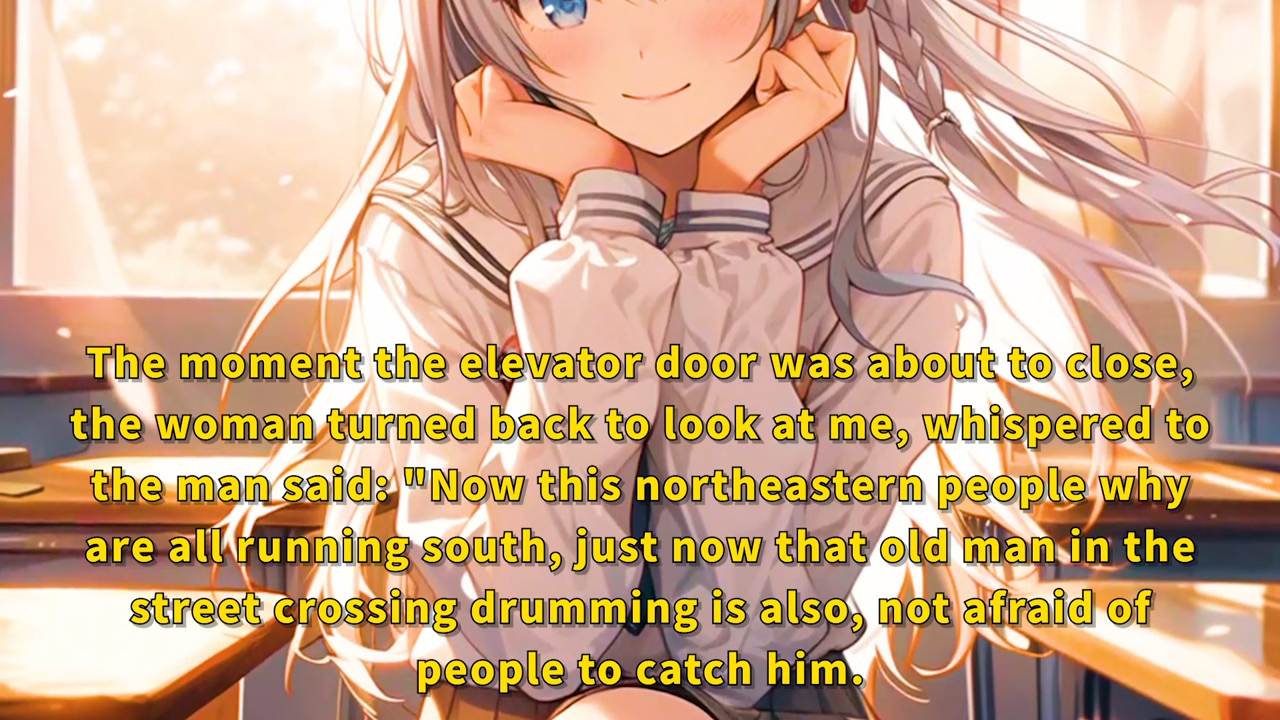 The moment the elevator door was about to close,
the woman turned back to look at me, whispered to
the man said: "Now this northeastern people why
are all running south, just now that old man in the
street crossing drumming is also, not afraid of
people to catch him.